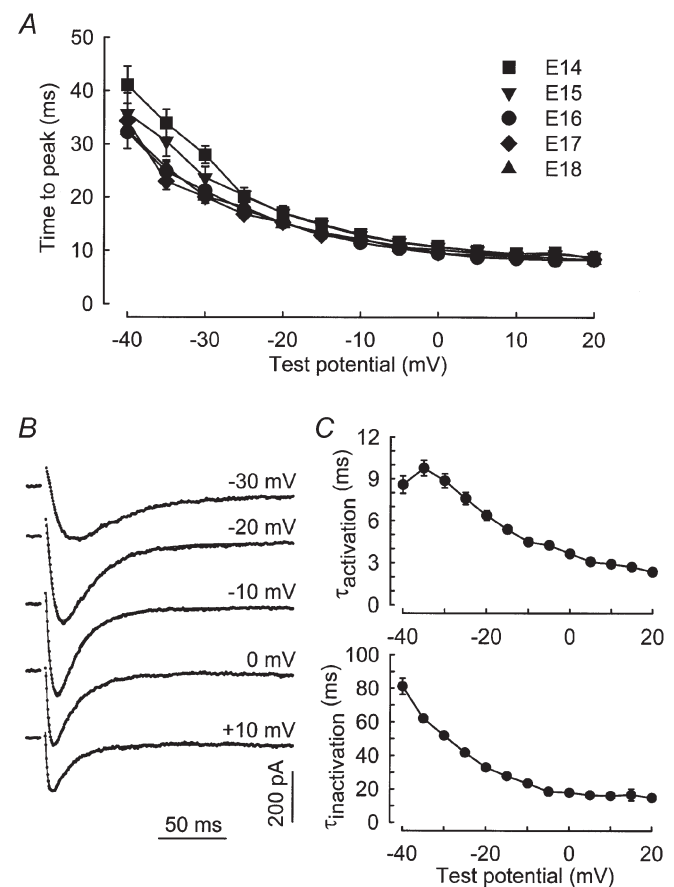 A
50
40
30
20
10
0
Time to peak (ms)
E14
E15
E16
E17
E18
-40 -30 -20 -10 0 10 20
Test potential (mV)
B
-30 mV
-20 mV
-10 mV
0 mV
+10 mV
200 pA
50 ms
C
12
9
6
3
0
τactivation (ms)
-40 -20 0 20
100
80
60
40
20
0
τinactivation (ms)
-40 -20 0 20
Test potential (mV)